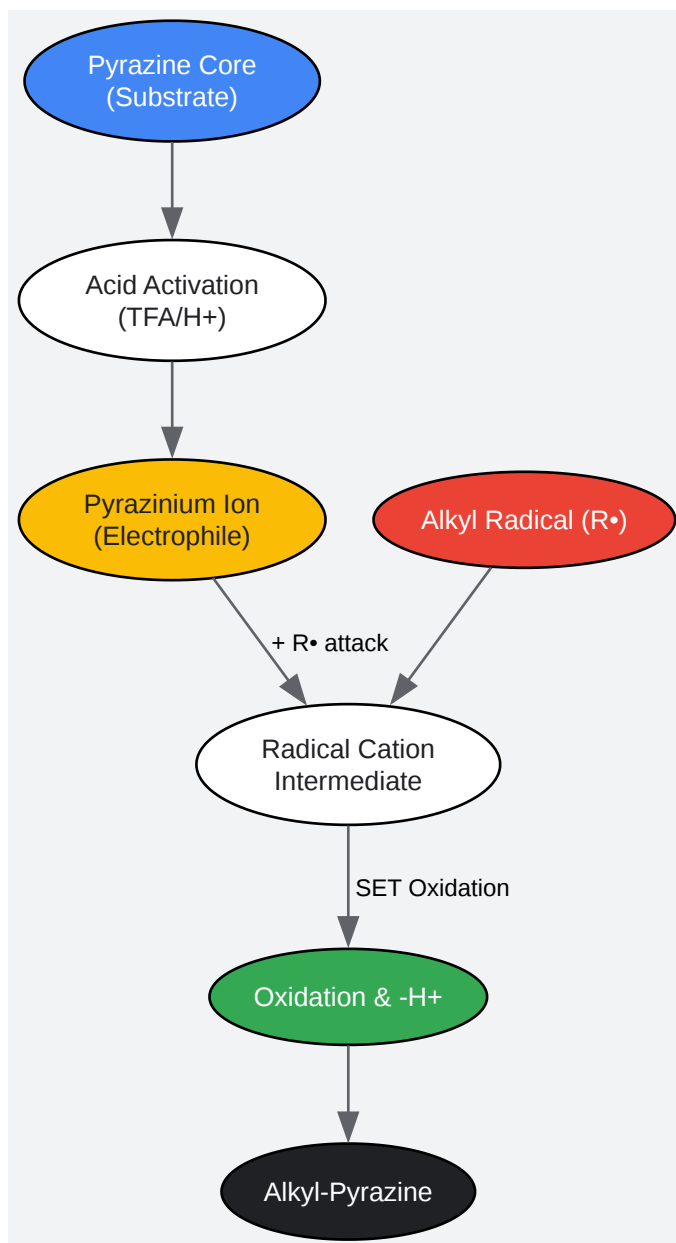 Pyrazine Core
(Substrate)
Acid Activation
(TFA/H+)
Pyrazinium Ion
(Electrophile)
Alkyl Radical (R•)
+ R• attack
Radical Cation
Intermediate
SET Oxidation
Oxidation & -H+
Alkyl-Pyrazine